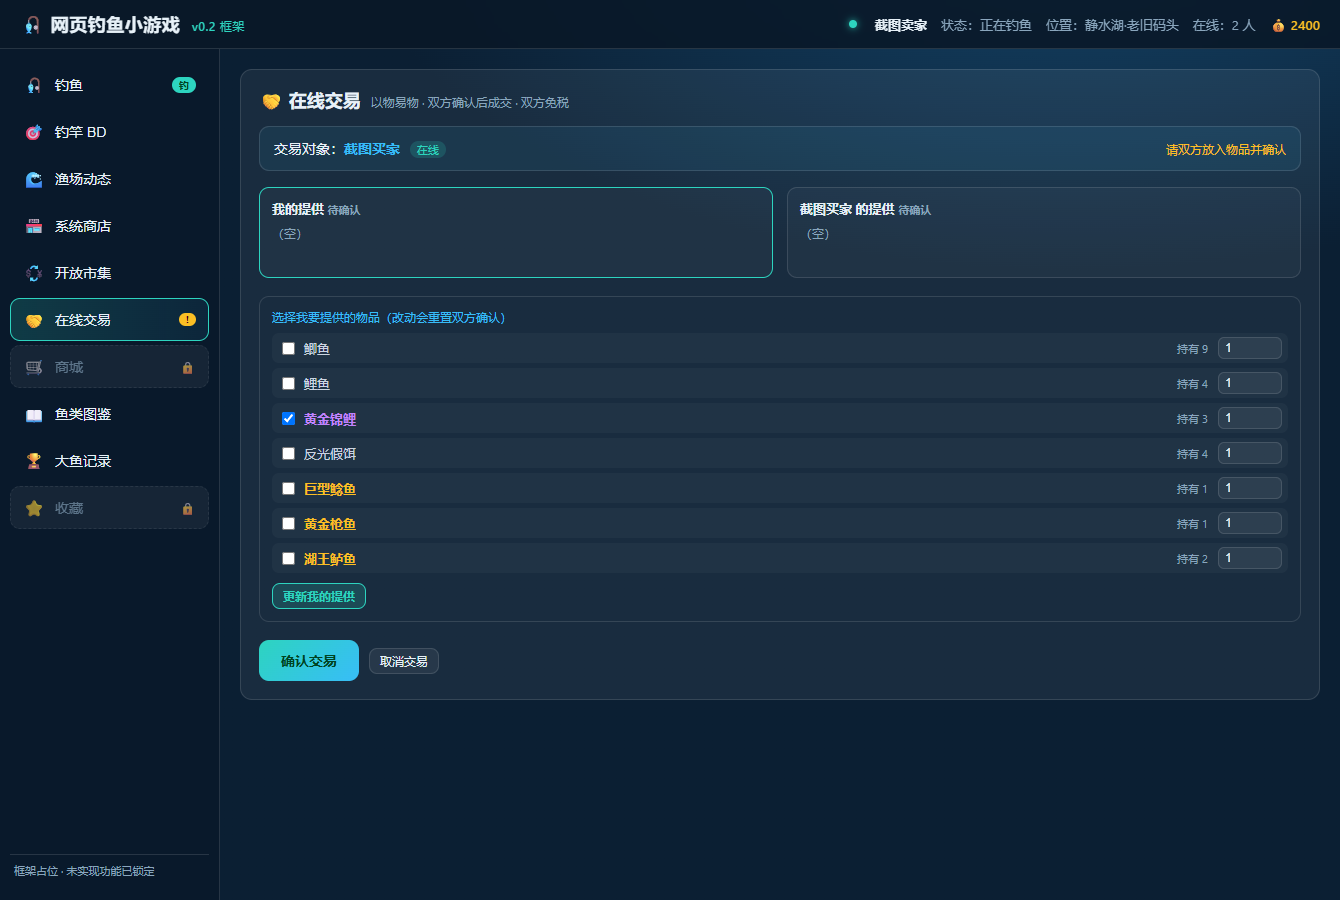 网页钓鱼小游戏 v0.2 框架
截图卖家 状态：正在钓鱼 位置：静水湖·老旧码头 在线：2 人 2400
钓鱼 钓
钓竿 BD
渔场动态
系统商店
开放市集
在线交易 !
商城
鱼类图鉴
大鱼记录
收藏
框架占位 · 未实现功能已锁定
在线交易 以物易物 · 双方确认后成交 · 双方免税
交易对象：截图买家 在线 请双方放入物品并确认
我的提供 待确认
（空）
截图买家 的提供 待确认
（空）
选择我要提供的物品（改动会重置双方确认）
鲫鱼 持有 9 1
鲤鱼 持有 4 1
黄金锦鲤 持有 3 1
反光假饵 持有 4 1
巨型鲶鱼 持有 1 1
黄金枪鱼 持有 1 1
湖王鲈鱼 持有 2 1
更新我的提供
确认交易 取消交易